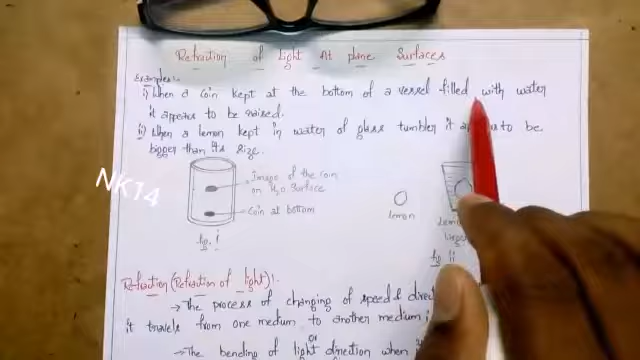 Refraction of Light At plane Surfaces
Examples:-
i) When a coin kept at the bottom of a vessel filled with water
it appears to be raised.
ii) When a lemon kept in water of glass tumbler it to be
bigger than its size.
Image of the coin
on H₂O surface
Coin at bottom
fig. i
lemon
fig ii
NK14
Refraction (Refraction of light):
→ The process of changing of speed &
it travels from one medium to another medium
or
→ The bending of light direction when